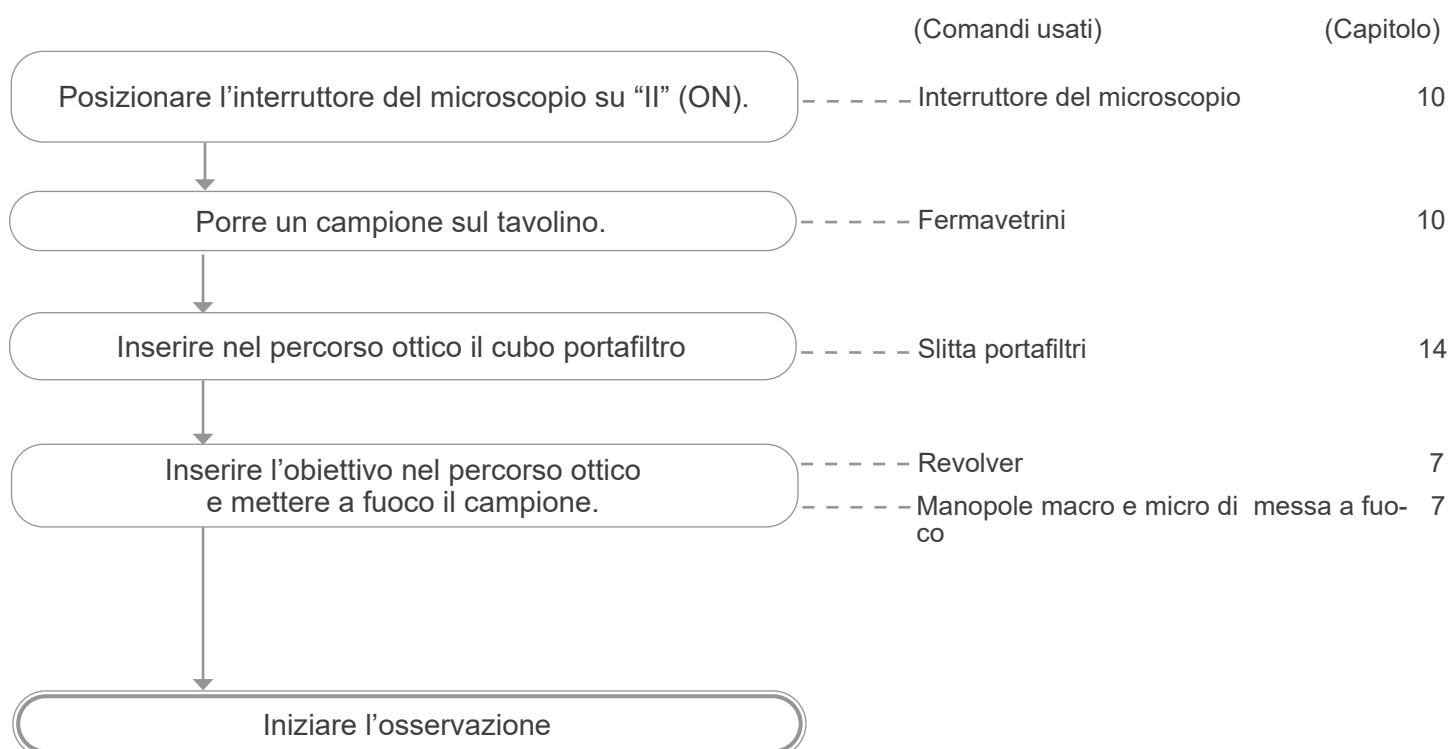 (Comandi usati) (Capitolo)
Posizionare l’interruttore del microscopio su “II” (ON). Interruttore del microscopio 10
Porre un campione sul tavolino. Fermavetrini 10
Inserire nel percorso ottico il cubo portafiltro Slitta portafiltri 14
Inserire l’obiettivo nel percorso ottico
e mettere a fuoco il campione.
Revolver 7
Manopole macro e micro di messa a fuo- 7
co
Iniziare l’osservazione